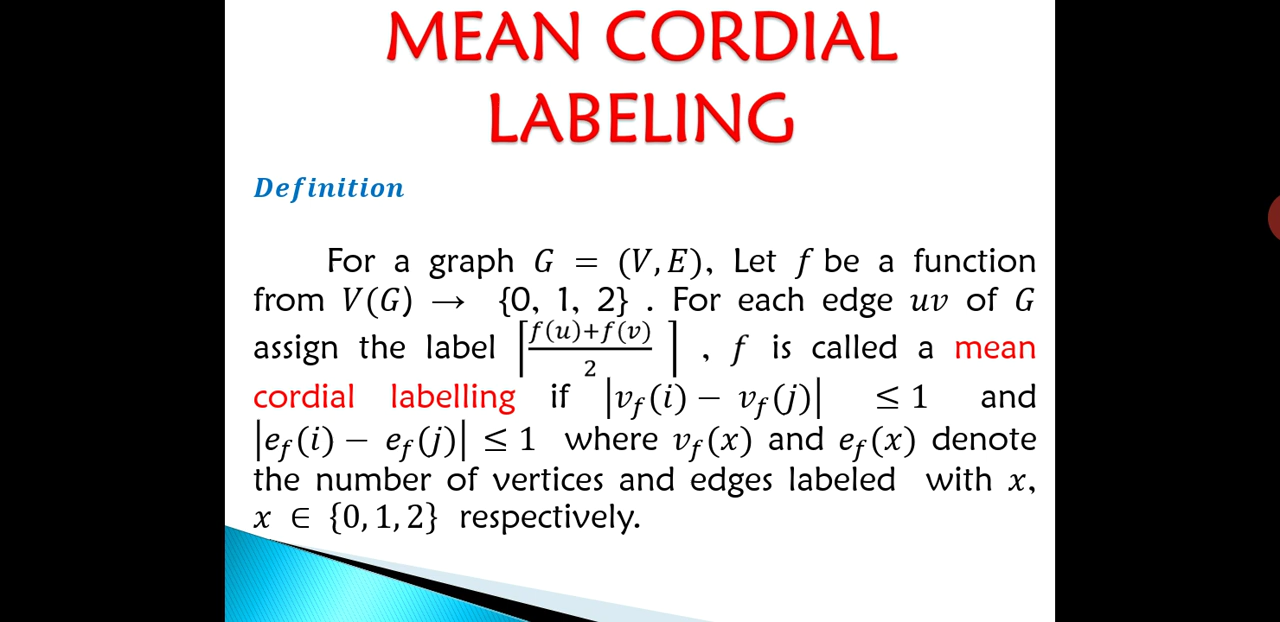 MEAN CORDIAL
LABELING
Definition
For a graph G = (V, E), Let f be a function
from V(G) → {0, 1, 2} . For each edge uv of G
assign the label ⌈f(u)+f(v)/2⌉ , f is called a mean
cordial labelling if |v_f(i) − v_f(j)| ≤ 1 and
|e_f(i) − e_f(j)| ≤ 1 where v_f(x) and e_f(x) denote
the number of vertices and edges labeled with x,
x ∈ {0, 1, 2} respectively.